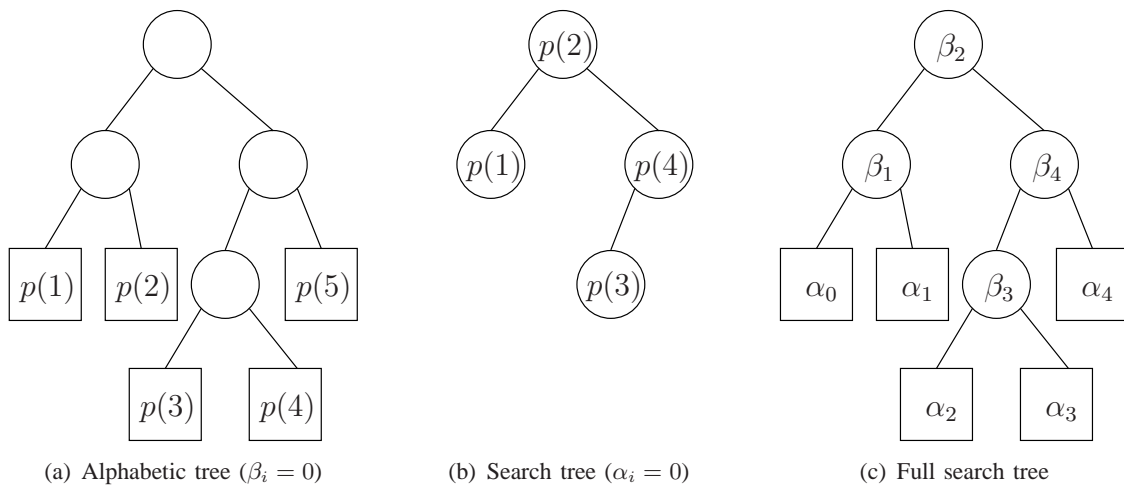 p(2) β₂
p(1) p(4) β₁ β₄
p(1) p(2) p(5) p(3) α₀ α₁ β₃ α₄
p(3) p(4) α₂ α₃
(a) Alphabetic tree (βᵢ = 0) (b) Search tree (αᵢ = 0) (c) Full search tree